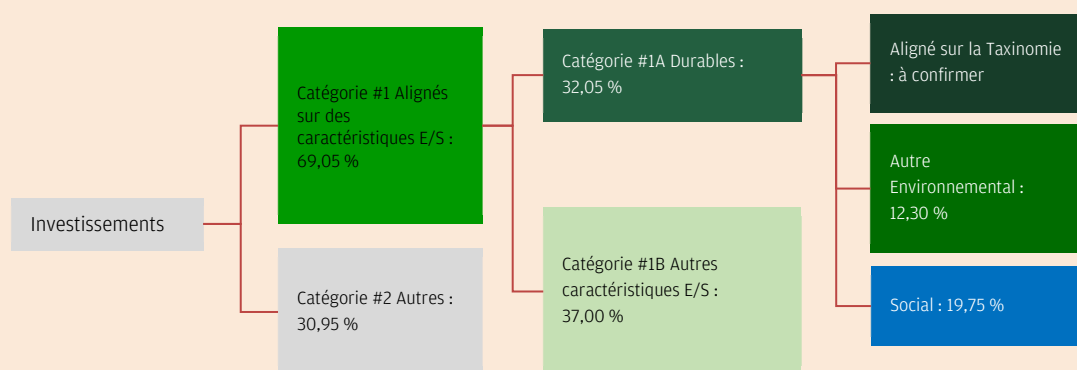 Investissements
Catégorie #1 Alignés
sur des
caractéristiques E/S :
69,05 %
Catégorie #2 Autres :
30,95 %
Catégorie #1A Durables :
32,05 %
Catégorie #1B Autres
caractéristiques E/S :
37,00 %
Aligné sur la Taxinomie
: à confirmer
Autre
Environnemental :
12,30 %
Social : 19,75 %